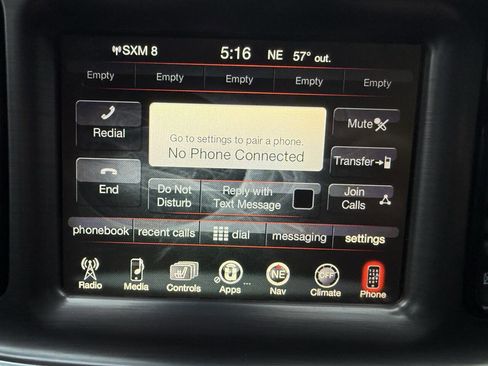 SXM 8
5:16
NE
57° out.
Empty
Empty
Empty
Empty
Empty
Redial
Go to settings to pair a phone.
No Phone Connected
Mute
Transfer
End
Do Not
Disturb
Reply with
Text Message
Join
Calls
phonebook
recent calls
dial
messaging
settings
Radio
Media
Controls
Apps
...
NE
Nav
OFF
Climate
Phone